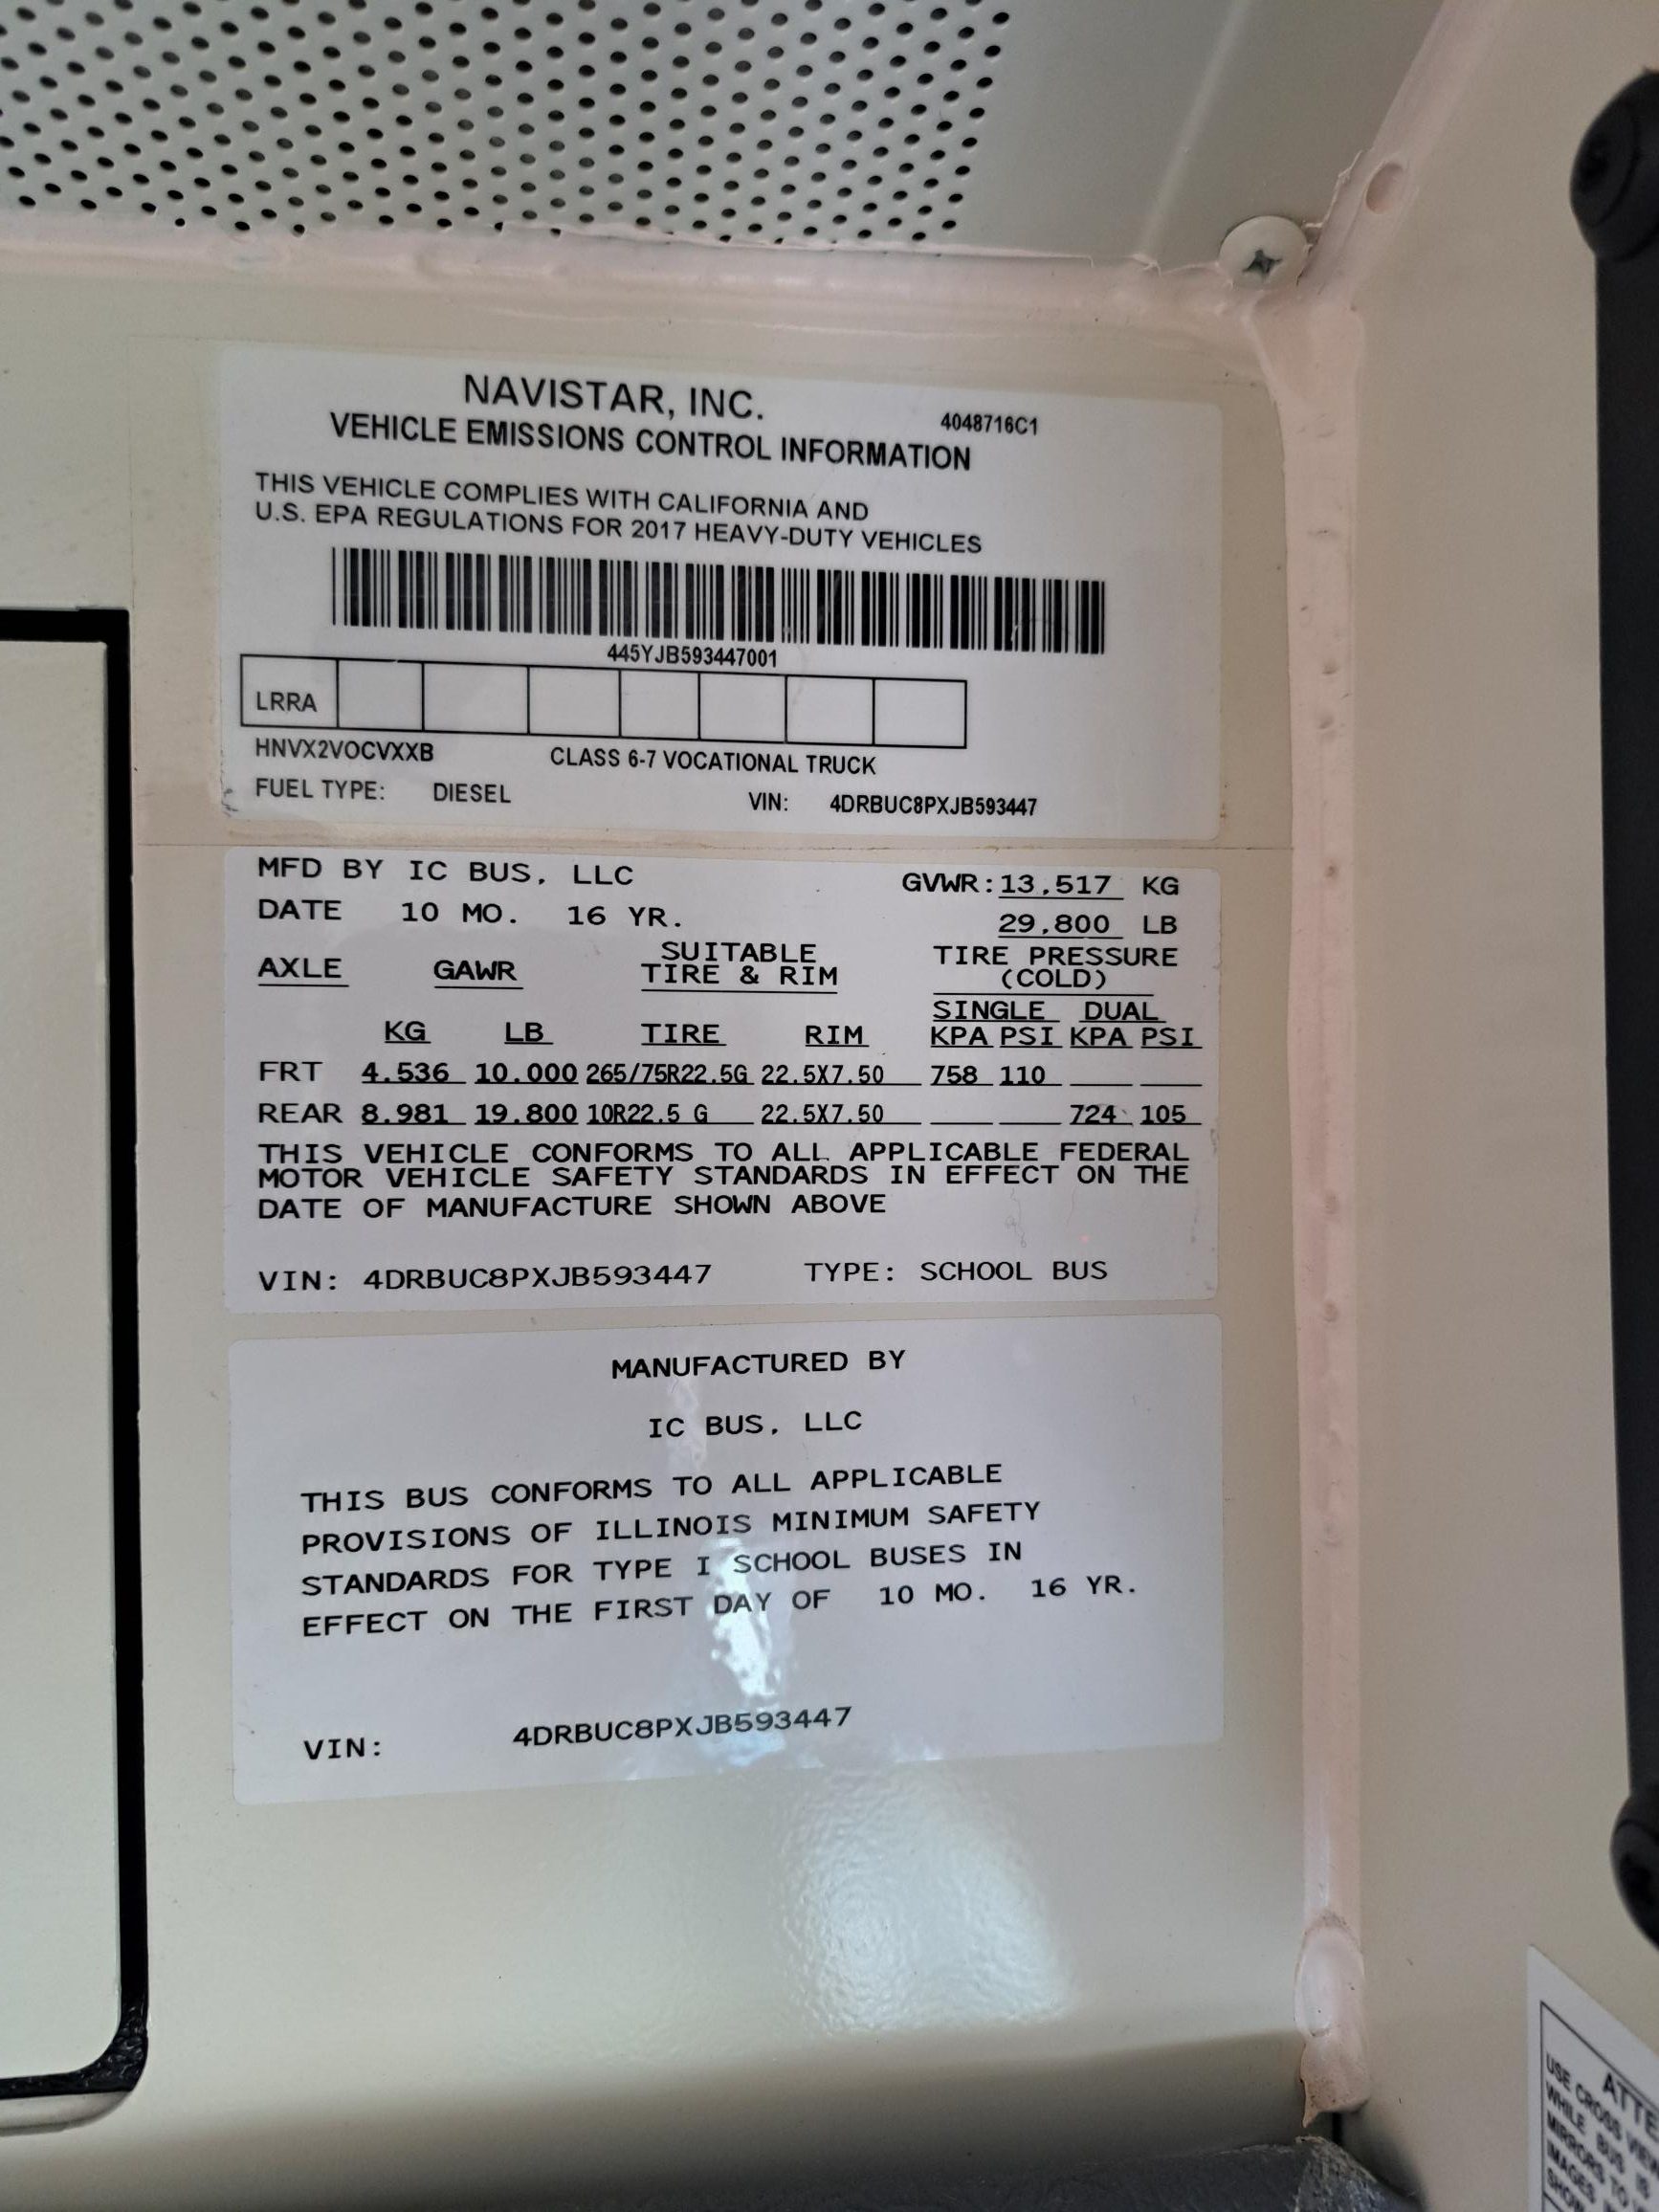 NAVISTAR, INC.
4048716C1
VEHICLE EMISSIONS CONTROL INFORMATION
THIS VEHICLE COMPLIES WITH CALIFORNIA AND
U.S. EPA REGULATIONS FOR 2017 HEAVY-DUTY VEHICLES
445YJB593447001
LRRA
HNVX2VOCVXXB CLASS 6-7 VOCATIONAL TRUCK
FUEL TYPE: DIESEL VIN: 4DRBUC8PXJB593447
MFD BY IC BUS, LLC GVWR: 13,517 KG
DATE 10 MO. 16 YR. 29,800 LB
AXLE GAWR SUITABLE TIRE & RIM TIRE PRESSURE (COLD)
SINGLE DUAL
KG LB TIRE RIM KPA PSI KPA PSI
FRT 4,536 10,000 265/75R22.5G 22.5X7.50 758 110
REAR 8,981 19,800 10R22.5 G 22.5X7.50 724 105
THIS VEHICLE CONFORMS TO ALL APPLICABLE FEDERAL
MOTOR VEHICLE SAFETY STANDARDS IN EFFECT ON THE
DATE OF MANUFACTURE SHOWN ABOVE
VIN: 4DRBUC8PXJB593447 TYPE: SCHOOL BUS
MANUFACTURED BY
IC BUS, LLC
THIS BUS CONFORMS TO ALL APPLICABLE
PROVISIONS OF ILLINOIS MINIMUM SAFETY
STANDARDS FOR TYPE I SCHOOL BUSES IN
EFFECT ON THE FIRST DAY OF 10 MO. 16 YR.
VIN: 4DRBUC8PXJB593447
USE CROSS
WHILE BUS IS
MIRRORS TO
IMAGES